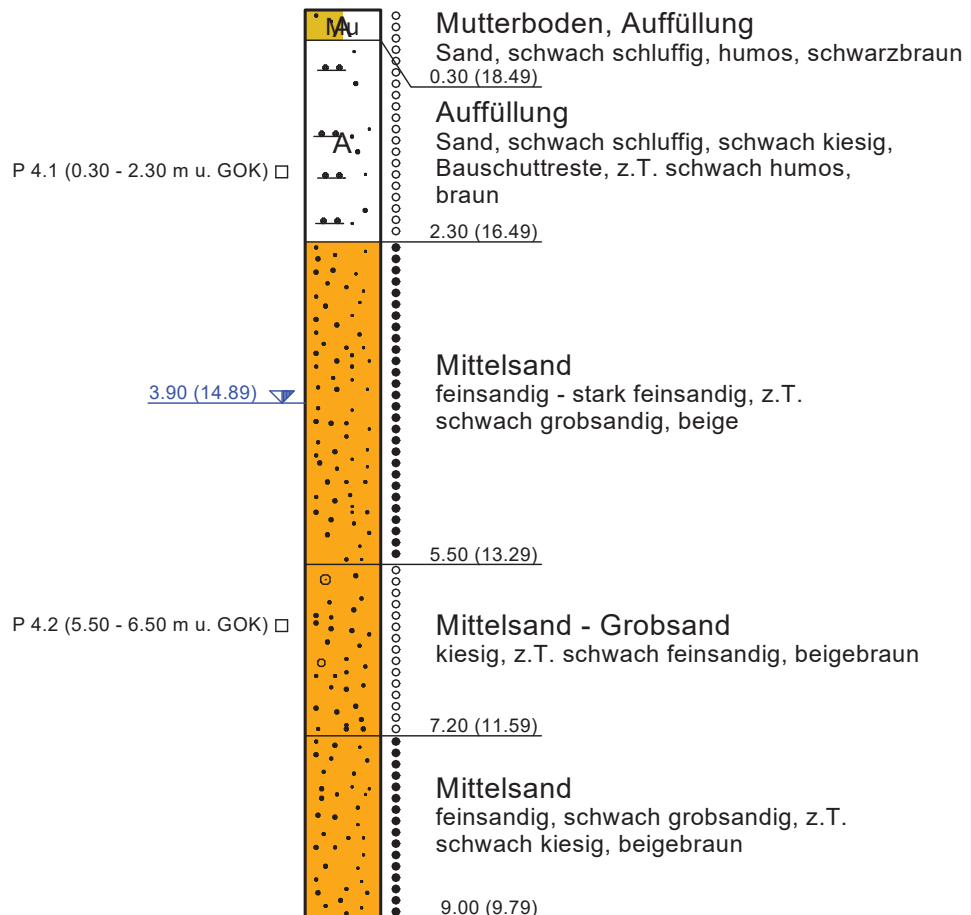 Mu
A
Mutterboden, Auffüllung
Sand, schwach schluffig, humos, schwarzbraun
0.30 (18.49)
Auffüllung
Sand, schwach schluffig, schwach kiesig,
Bauschuttreste, z.T. schwach humos,
braun
A
P 4.1 (0.30 - 2.30 m u. GOK)
2.30 (16.49)
Mittelsand
feinsandig - stark feinsandig, z.T.
schwach grobsandig, beige
3.90 (14.89)
5.50 (13.29)
P 4.2 (5.50 - 6.50 m u. GOK)
Mittelsand - Grobsand
kiesig, z.T. schwach feinsandig, beigebraun
7.20 (11.59)
Mittelsand
feinsandig, schwach grobsandig, z.T.
schwach kiesig, beigebraun
9.00 (9.79)